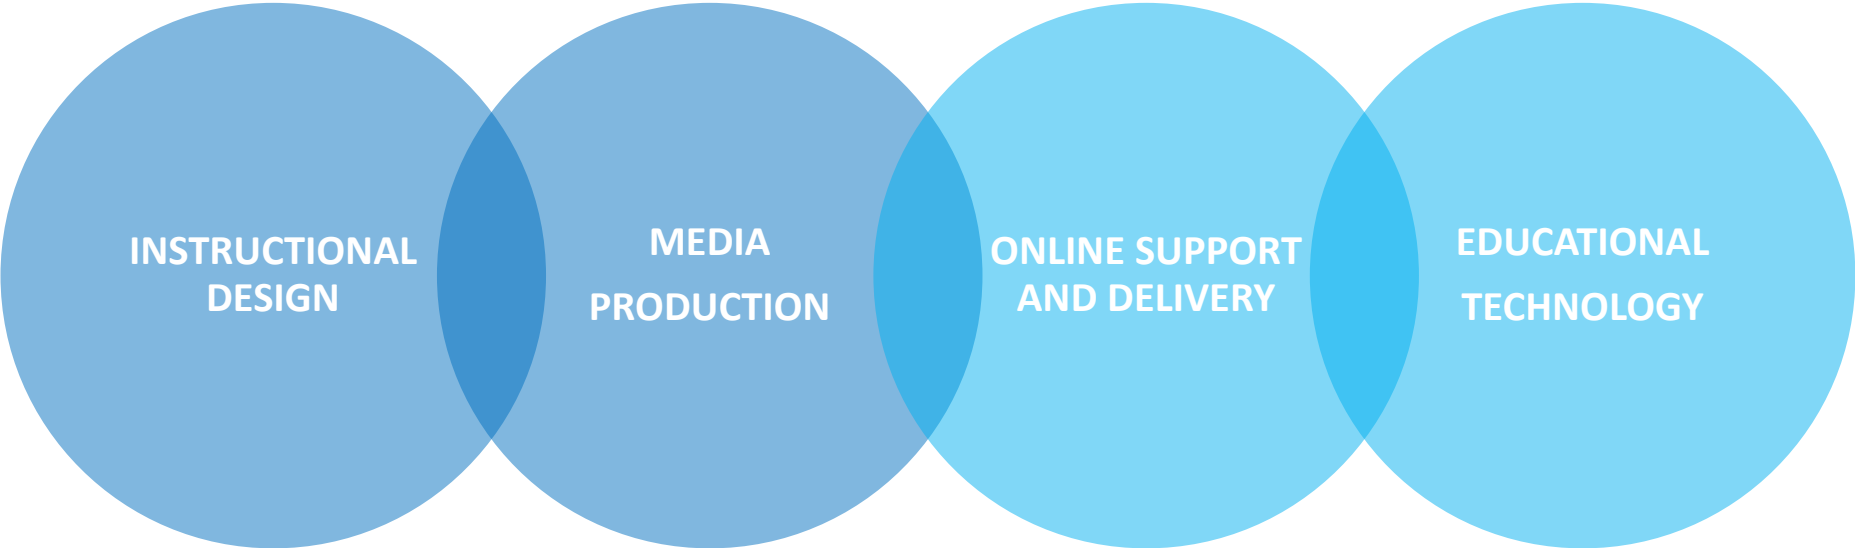 INSTRUCTIONAL
DESIGN
MEDIA
PRODUCTION
ONLINE SUPPORT
AND DELIVERY
EDUCATIONAL
TECHNOLOGY